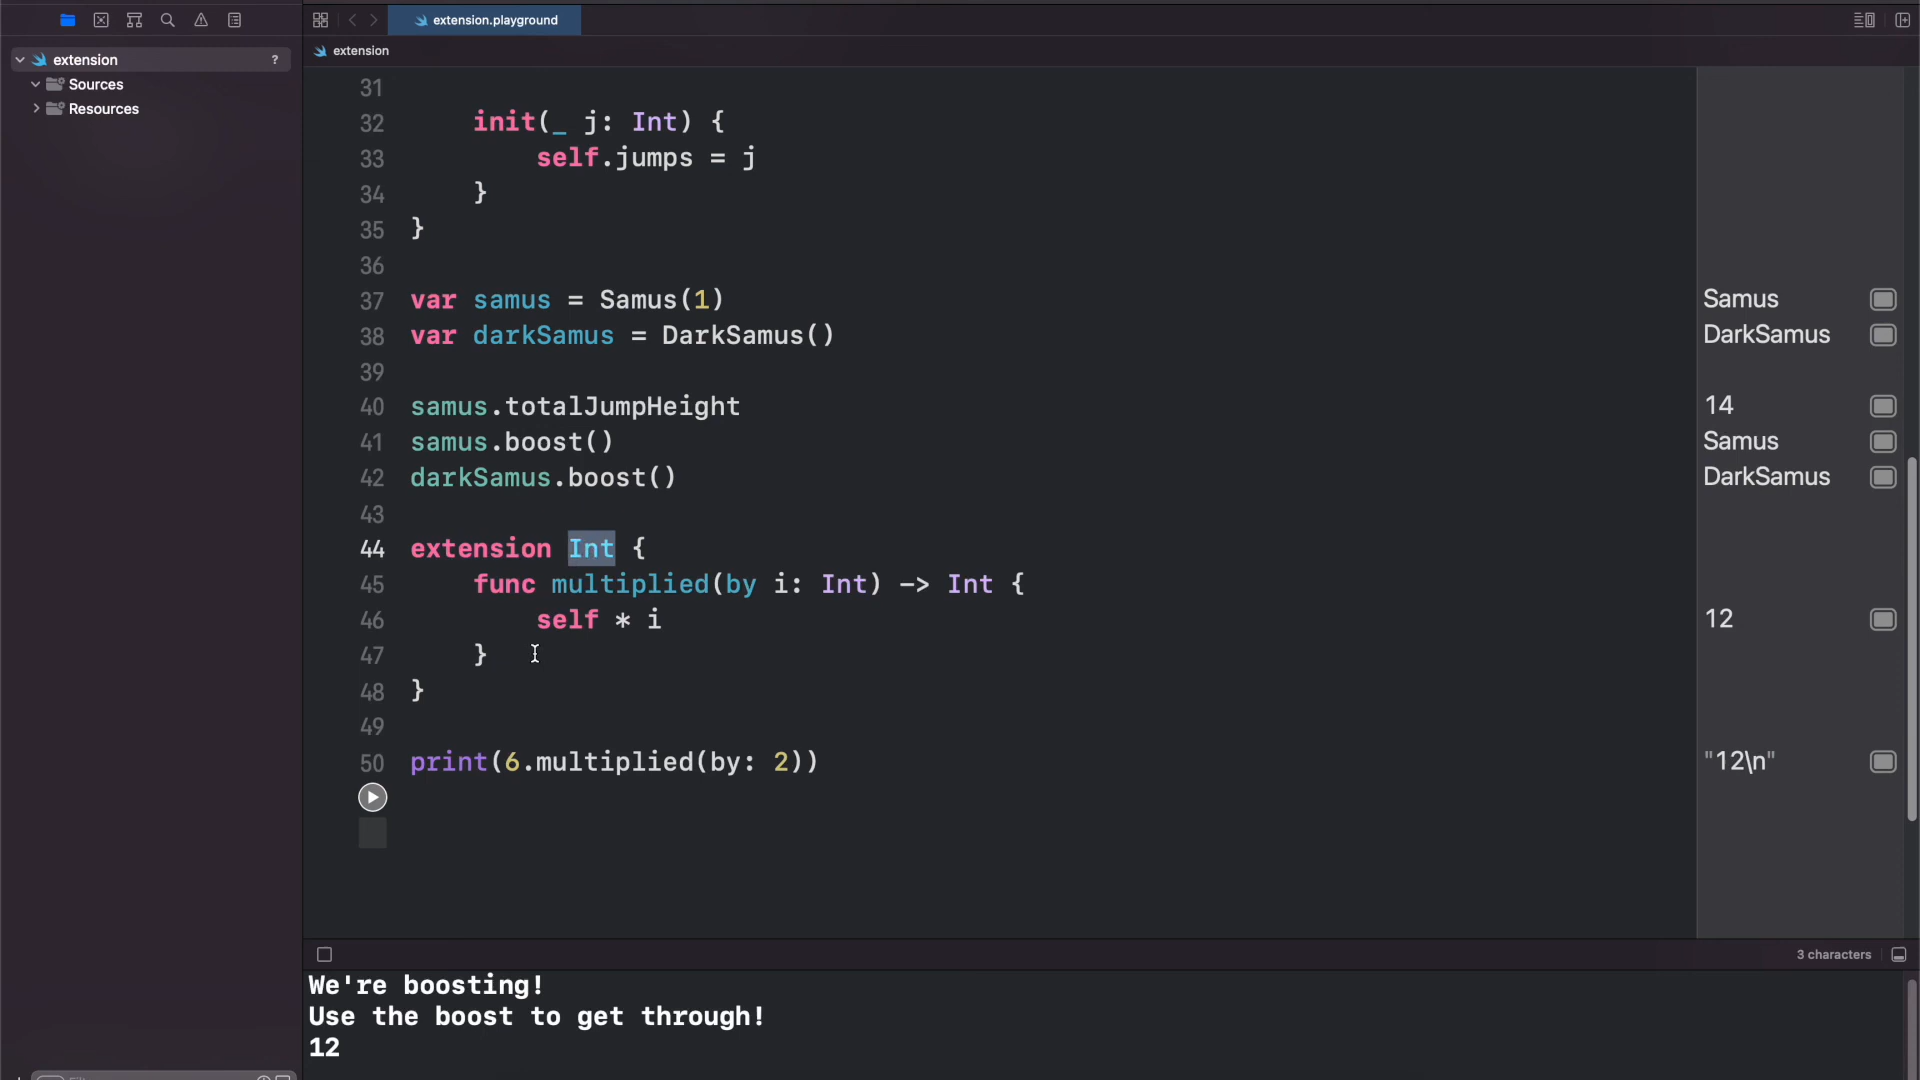 extension.playground
extension ?
Sources
Resources
extension
31
32 init(_ j: Int) {
33 self.jumps = j
34 }
35 }
36
37 var samus = Samus(1) Samus
38 var darkSamus = DarkSamus() DarkSamus
39
40 samus.totalJumpHeight 14
41 samus.boost() Samus
42 darkSamus.boost() DarkSamus
43
44 extension Int {
45 func multiplied(by i: Int) -> Int {
46 self * i 12
47 }
48 }
49
50 print(6.multiplied(by: 2)) "12\n"
3 characters
We're boosting!
Use the boost to get through!
12